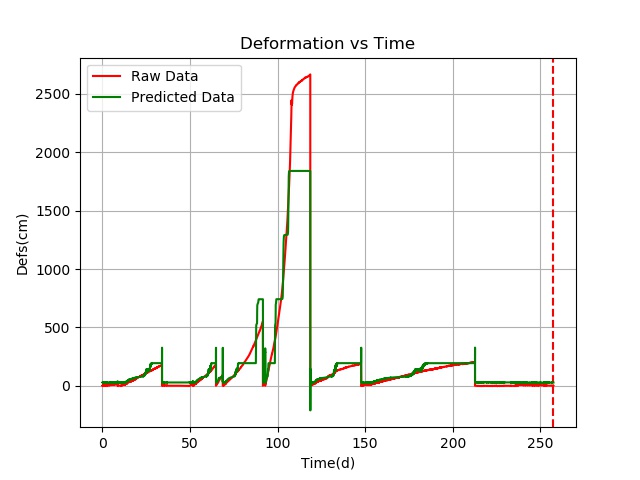 Deformation vs Time
Raw Data
Predicted Data
2500
2000
1500
1000
500
0
Defs(cm)
0 50 100 150 200 250
Time(d)